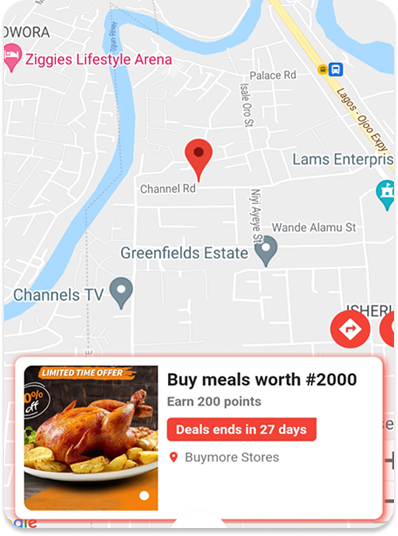 OWORA
Ziggies Lifestyle Arena
Ogun River
Palace Rd
Isale Oro St
Lagos - Ojoo Expy
Lams Enterpris
Channel Rd
Niyi Ayeye St
Wande Alamu St
Greenfields Estate
Channels TV
ISHERI
LIMITED TIME OFFER
0%
off
Buy meals worth #2000
Earn 200 points
Deals ends in 27 days
Buymore Stores
gle